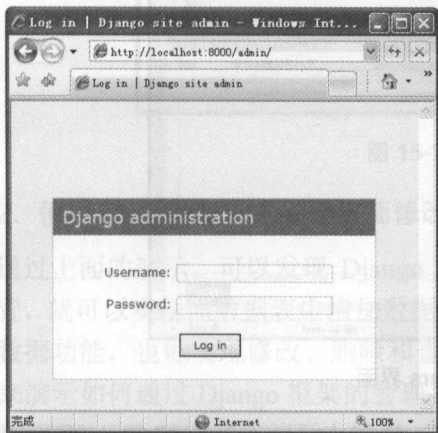 Log in | Django site admin - Windows Int...
http://localhost:8000/admin/
Log in | Django site admin
Django administration
Username:
Password:
Log in
完成
Internet
100%